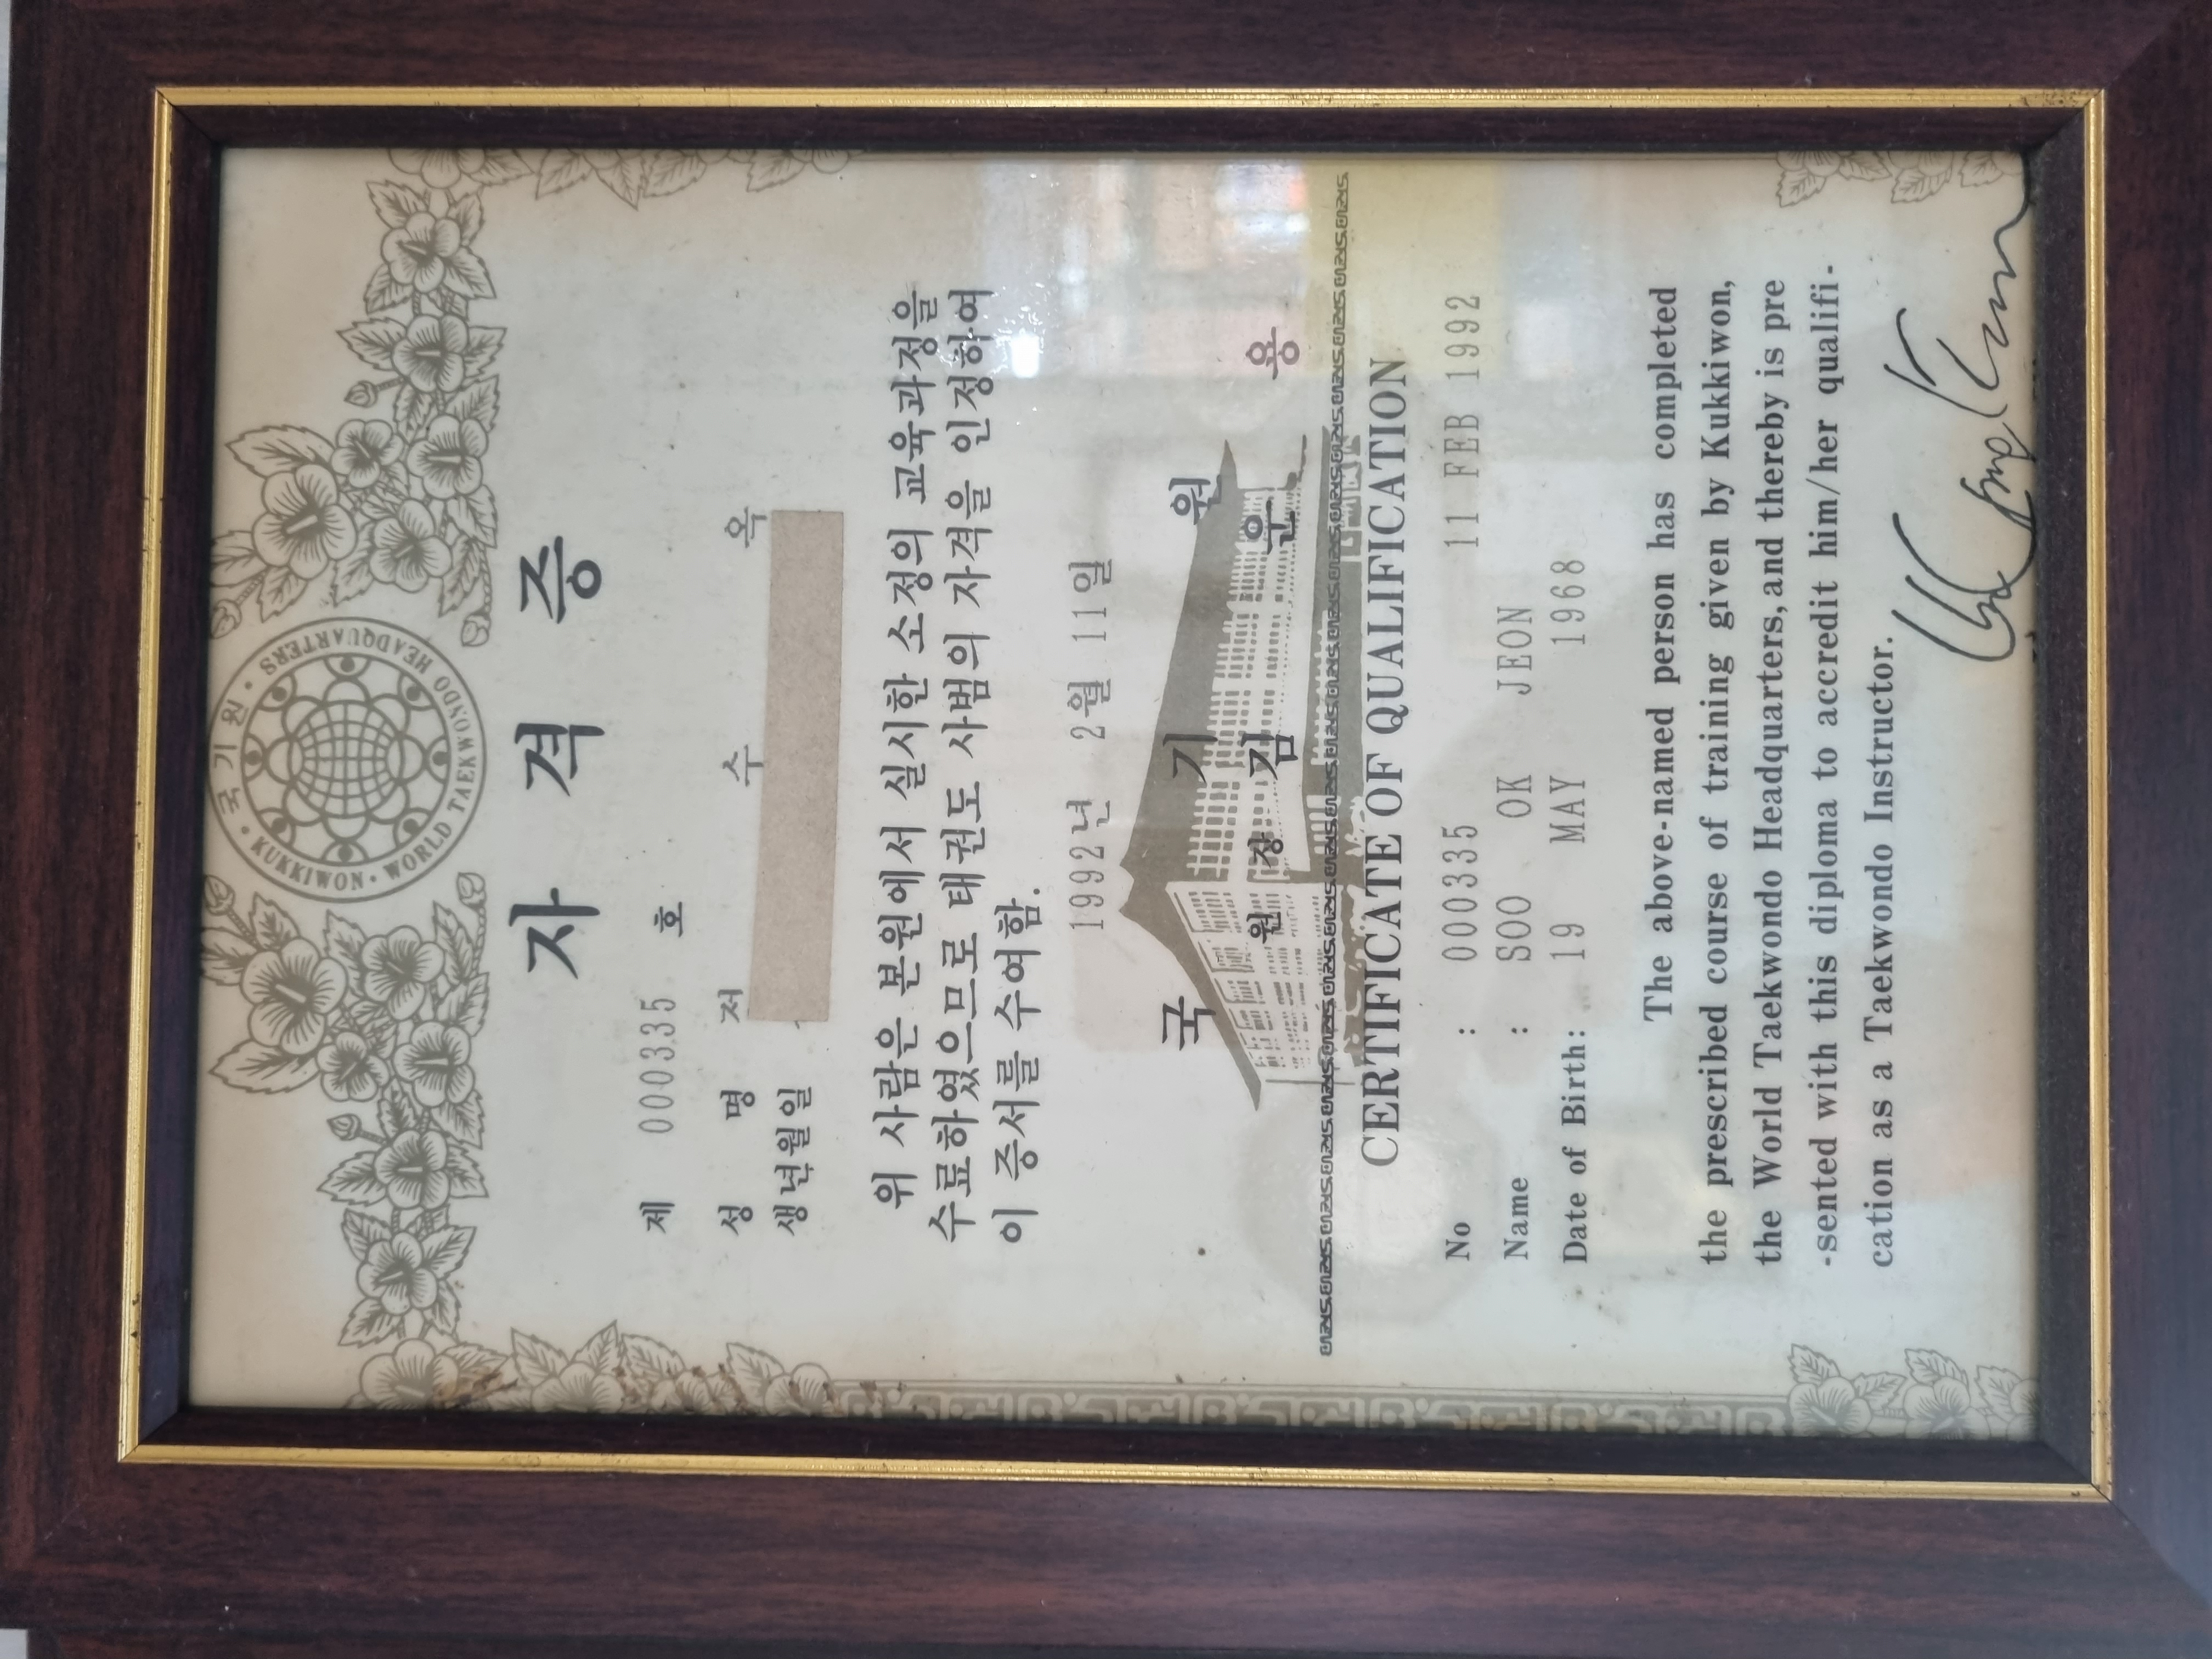 국 기 원
· KUKKIWON · WORLD TAEKWONDO HEADQUARTERS ·
자 격 증
제 000335 호
성 명 저 수 옥
생년월일
위 사람은 본원에서 실시한 소정의 교육과정을
수료하였으므로 태권도 사범의 자격을 인정하여
이 증서를 수여함.
1992년 2월 11일
국 기 원
원 장 김 운 용
CERTIFICATE OF QUALIFICATION
No : 000335 11 FEB 1992
Name : SOO OK JEON
Date of Birth: 19 MAY 1968
The above-named person has completed
the prescribed course of training given by Kukkiwon,
the World Taekwondo Headquarters, and thereby is pre
-sented with this diploma to accredit him/her qualifi-
cation as a Taekwondo Instructor.